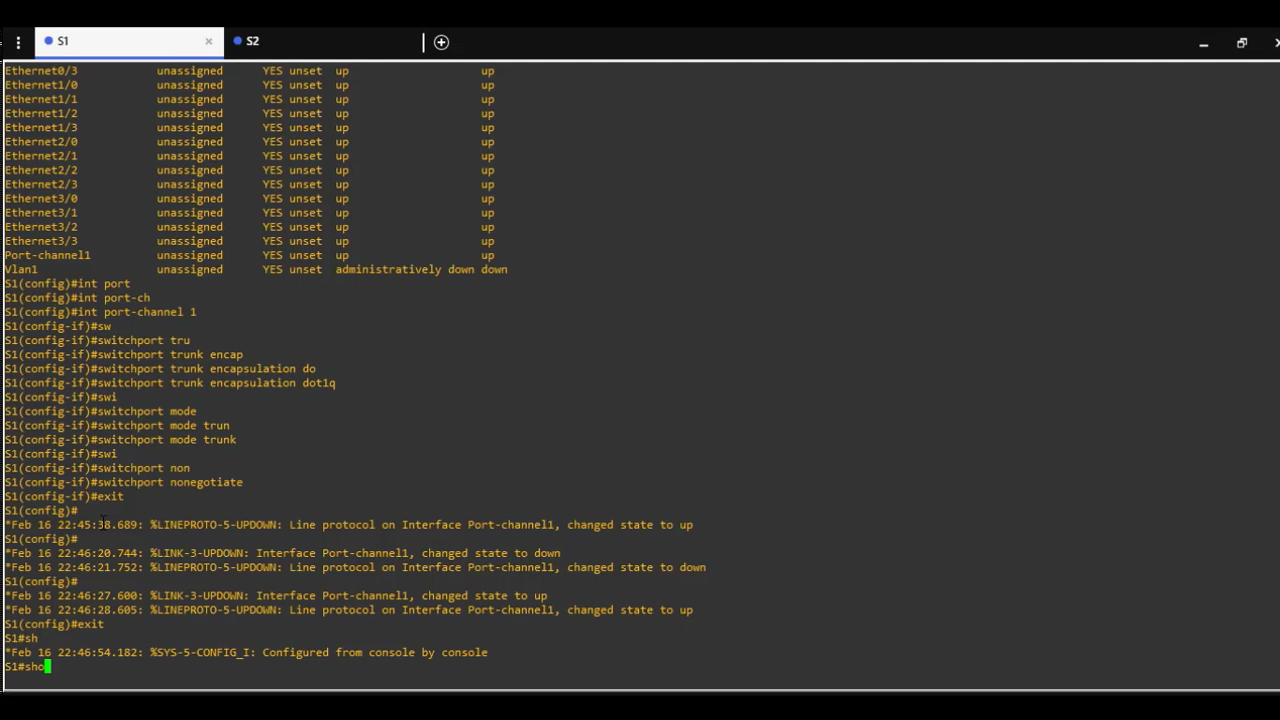 S1
S2
Ethernet0/3 unassigned YES unset up up
Ethernet1/0 unassigned YES unset up up
Ethernet1/1 unassigned YES unset up up
Ethernet1/2 unassigned YES unset up up
Ethernet1/3 unassigned YES unset up up
Ethernet2/0 unassigned YES unset up up
Ethernet2/1 unassigned YES unset up up
Ethernet2/2 unassigned YES unset up up
Ethernet2/3 unassigned YES unset up up
Ethernet3/0 unassigned YES unset up up
Ethernet3/1 unassigned YES unset up up
Ethernet3/2 unassigned YES unset up up
Ethernet3/3 unassigned YES unset up up
Port-channel1 unassigned YES unset up up
Vlan1 unassigned YES unset administratively down down
S1(config)#int port
S1(config)#int port-ch
S1(config)#int port-channel 1
S1(config-if)#sw
S1(config-if)#switchport tru
S1(config-if)#switchport trunk encap
S1(config-if)#switchport trunk encapsulation do
S1(config-if)#switchport trunk encapsulation dot1q
S1(config-if)#swi
S1(config-if)#switchport mode
S1(config-if)#switchport mode trun
S1(config-if)#switchport mode trunk
S1(config-if)#swi
S1(config-if)#switchport non
S1(config-if)#switchport nonegotiate
S1(config-if)#exit
S1(config)#
*Feb 16 22:45:38.689: %LINEPROTO-5-UPDOWN: Line protocol on Interface Port-channel1, changed state to up
S1(config)#
*Feb 16 22:46:20.744: %LINK-3-UPDOWN: Interface Port-channel1, changed state to down
*Feb 16 22:46:21.752: %LINEPROTO-5-UPDOWN: Line protocol on Interface Port-channel1, changed state to down
S1(config)#
*Feb 16 22:46:27.600: %LINK-3-UPDOWN: Interface Port-channel1, changed state to up
*Feb 16 22:46:28.605: %LINEPROTO-5-UPDOWN: Line protocol on Interface Port-channel1, changed state to up
S1(config)#exit
S1#sh
*Feb 16 22:46:54.182: %SYS-5-CONFIG_I: Configured from console by console
S1#sho